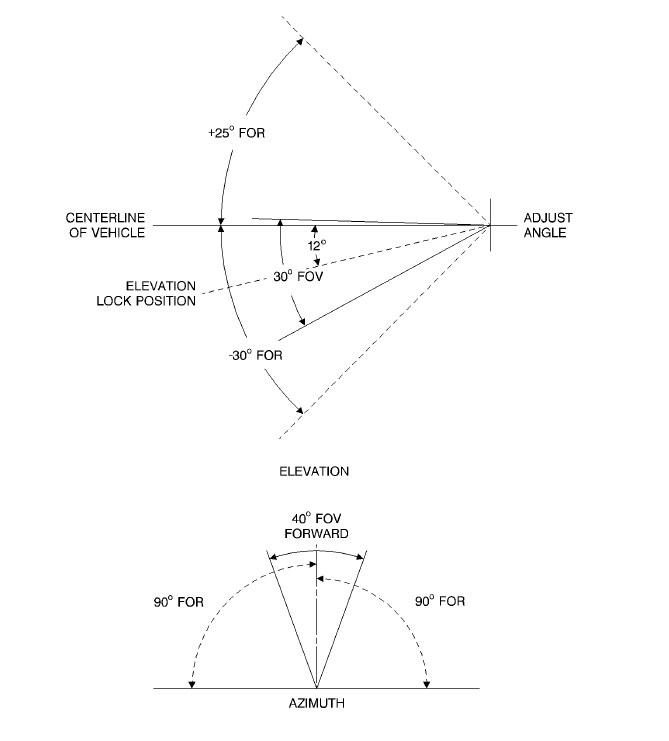 +25° FOR
CENTERLINE
OF VEHICLE
ADJUST
ANGLE
12°
30° FOV
ELEVATION
LOCK POSITION
-30° FOR
ELEVATION
40° FOV
FORWARD
90° FOR
90° FOR
AZIMUTH